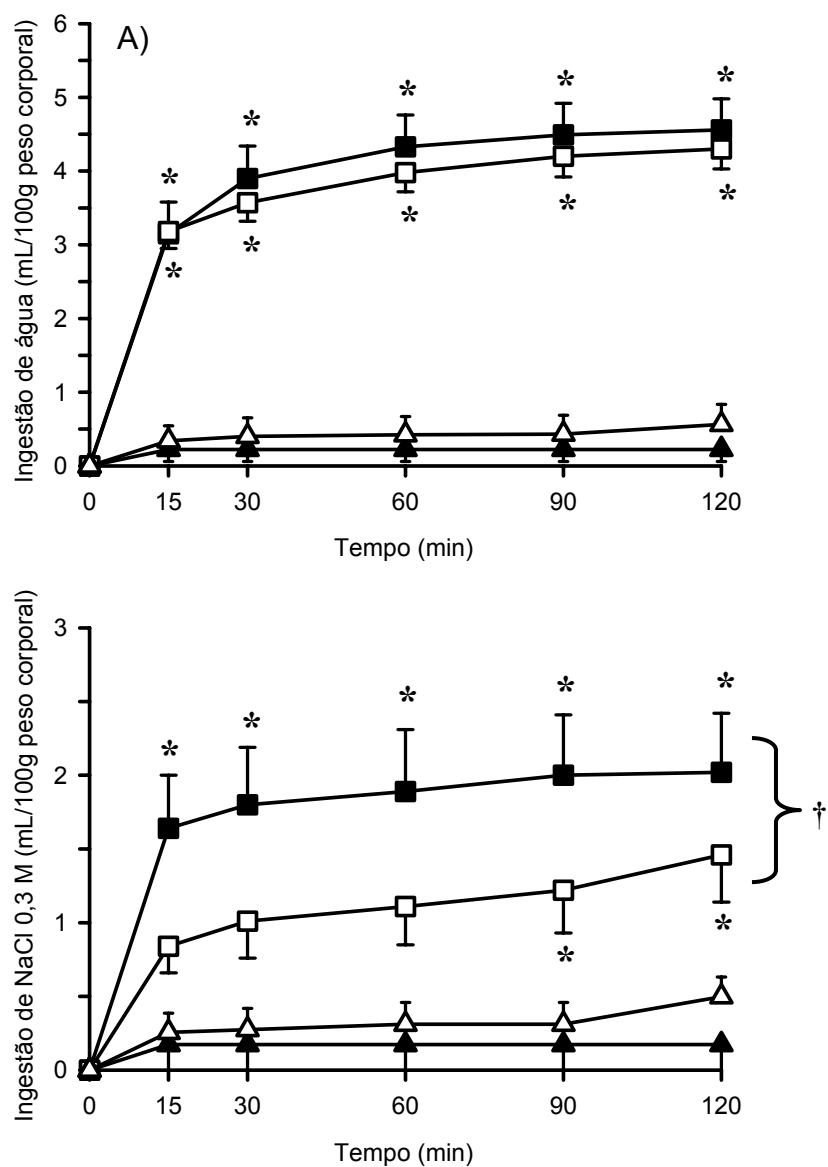 A)
Ingestão de água (mL/100g peso corporal)
6
5
4
3
2
1
0
* * * * *
* * * * *
0 15 30 60 90 120
Tempo (min)
Ingestão de NaCl 0,3 M (mL/100g peso corporal)
3
2
1
0
* * * * *
†
* *
0 15 30 60 90 120
Tempo (min)